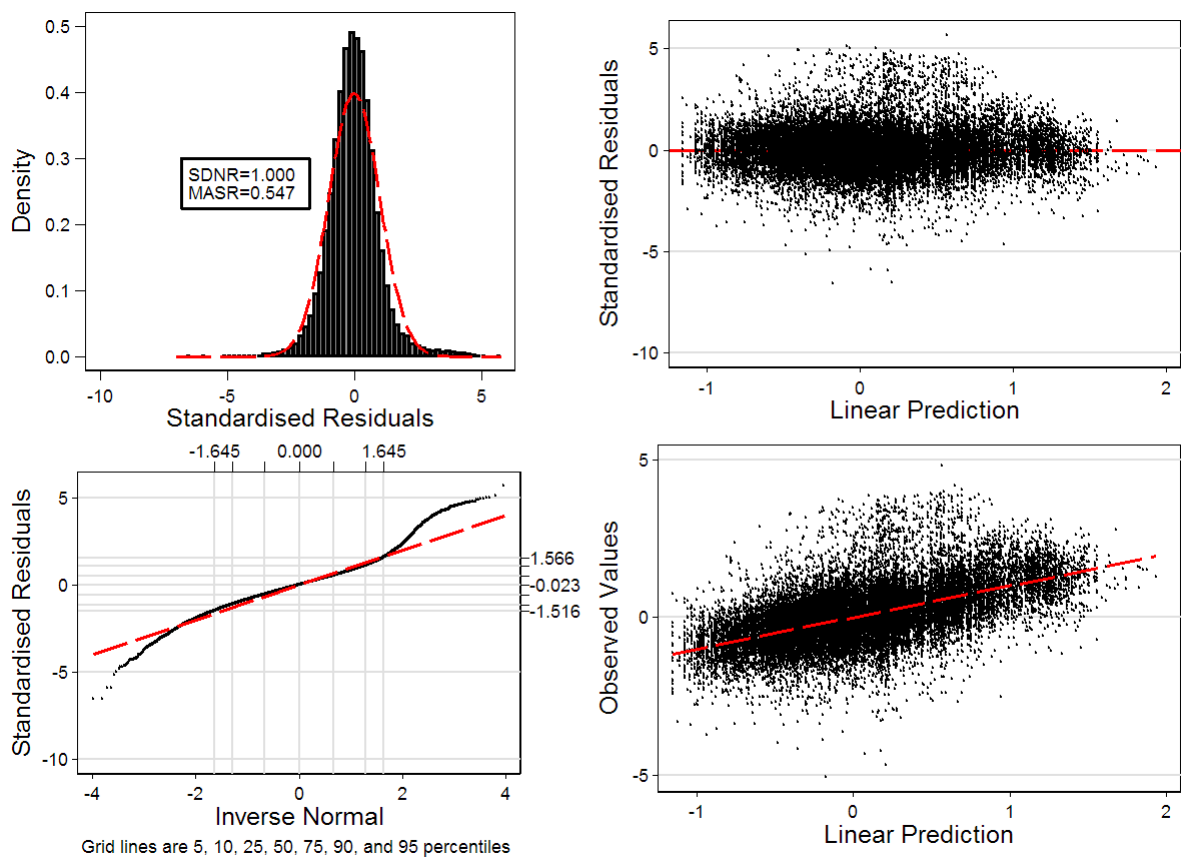 0.5
0.4
0.3
0.2
0.1
0.0
Density
SDNR=1.000
MASR=0.547
-10 -5 0 5
Standardised Residuals
5
0
-5
-10
Standardised Residuals
-1 0 1 2
Linear Prediction
-1.645 0.000 1.645
5
0
-5
-10
Standardised Residuals
1.566
-0.023
-1.516
-4 -2 0 2 4
Inverse Normal
Grid lines are 5, 10, 25, 50, 75, 90, and 95 percentiles
5
0
-5
Observed Values
-1 0 1 2
Linear Prediction